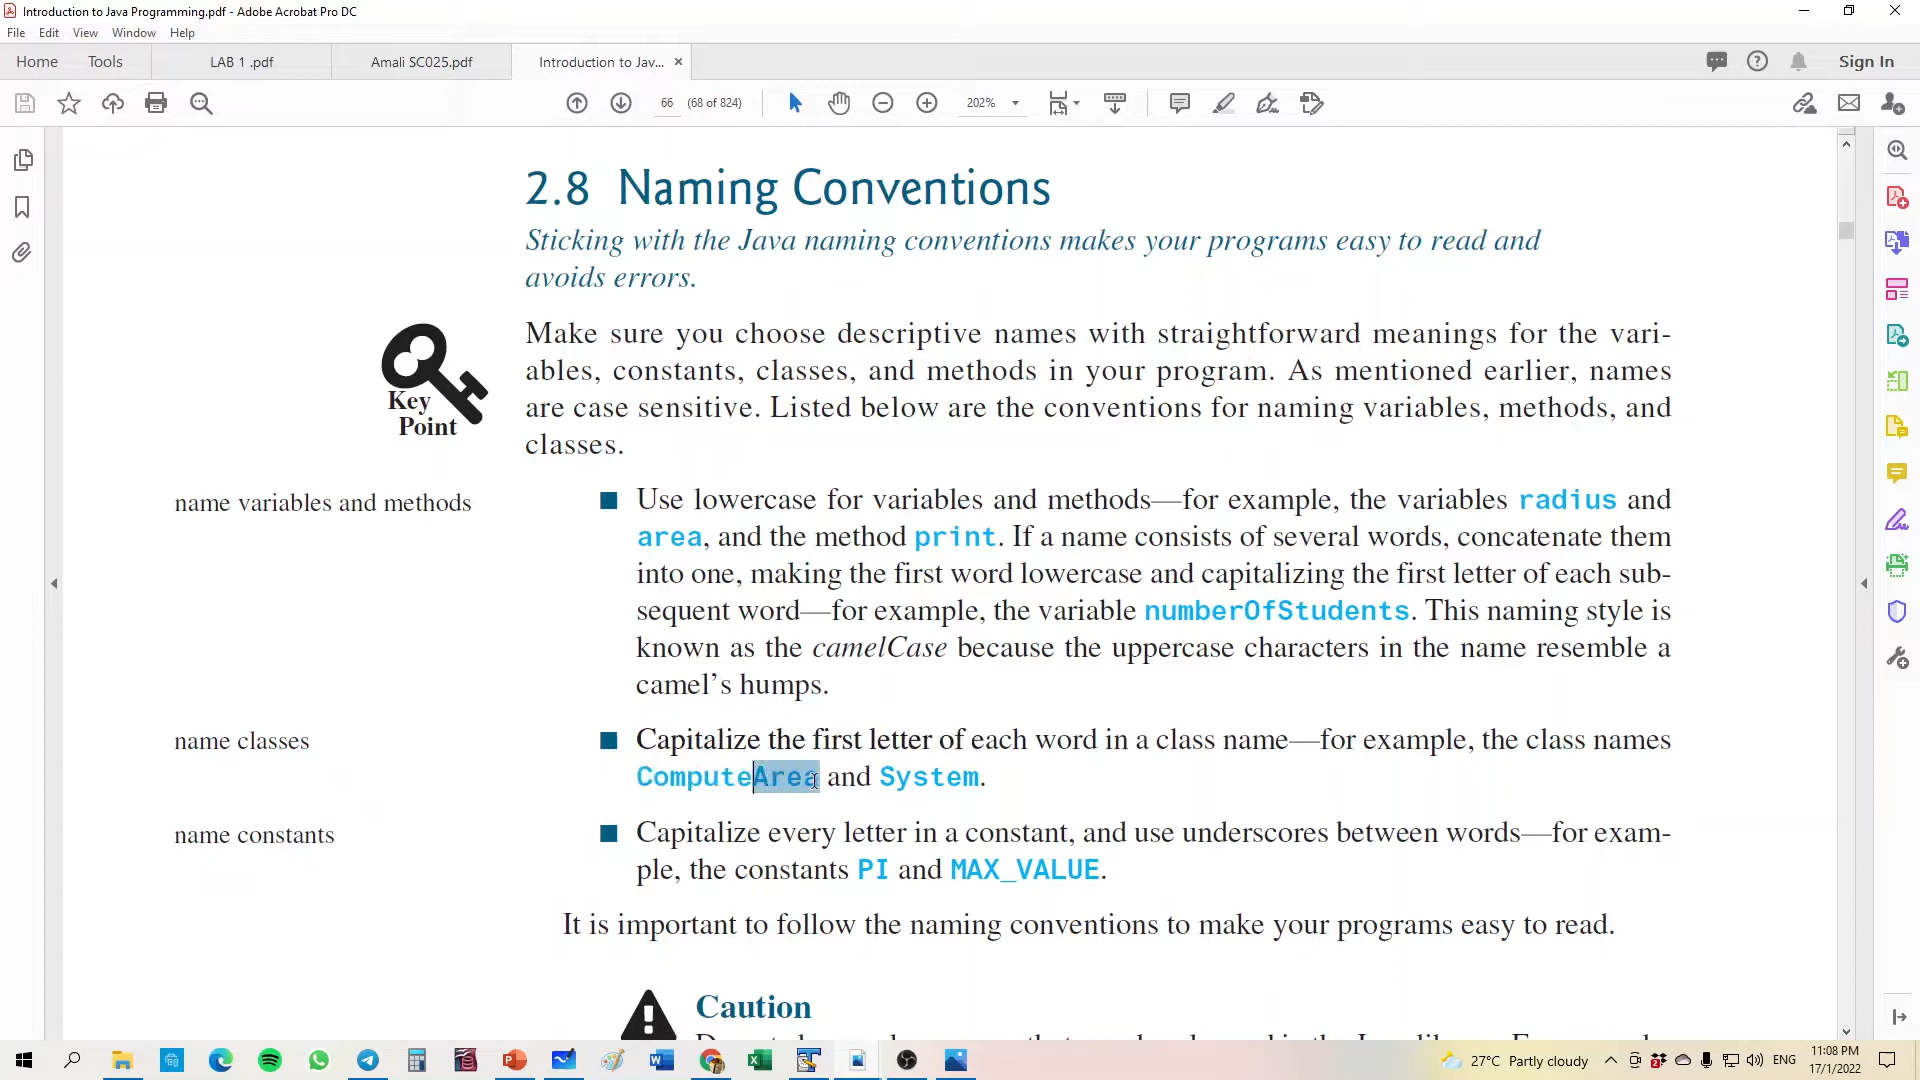 Introduction to Java Programming.pdf - Adobe Acrobat Pro DC
File Edit View Window Help
Home Tools LAB 1 .pdf Amali SC025.pdf Introduction to Jav... Sign In
66 (68 of 824) 202%
2.8 Naming Conventions
Sticking with the Java naming conventions makes your programs easy to read and
avoids errors.
Key
Point
Make sure you choose descriptive names with straightforward meanings for the vari-
ables, constants, classes, and methods in your program. As mentioned earlier, names
are case sensitive. Listed below are the conventions for naming variables, methods, and
classes.
name variables and methods
Use lowercase for variables and methods—for example, the variables radius and
area, and the method print. If a name consists of several words, concatenate them
into one, making the first word lowercase and capitalizing the first letter of each sub-
sequent word—for example, the variable numberOfStudents. This naming style is
known as the camelCase because the uppercase characters in the name resemble a
camel's humps.
name classes
Capitalize the first letter of each word in a class name—for example, the class names
ComputeArea and System.
name constants
Capitalize every letter in a constant, and use underscores between words—for exam-
ple, the constants PI and MAX_VALUE.
It is important to follow the naming conventions to make your programs easy to read.
Caution
27°C Partly cloudy ENG 11:08 PM
17/1/2022